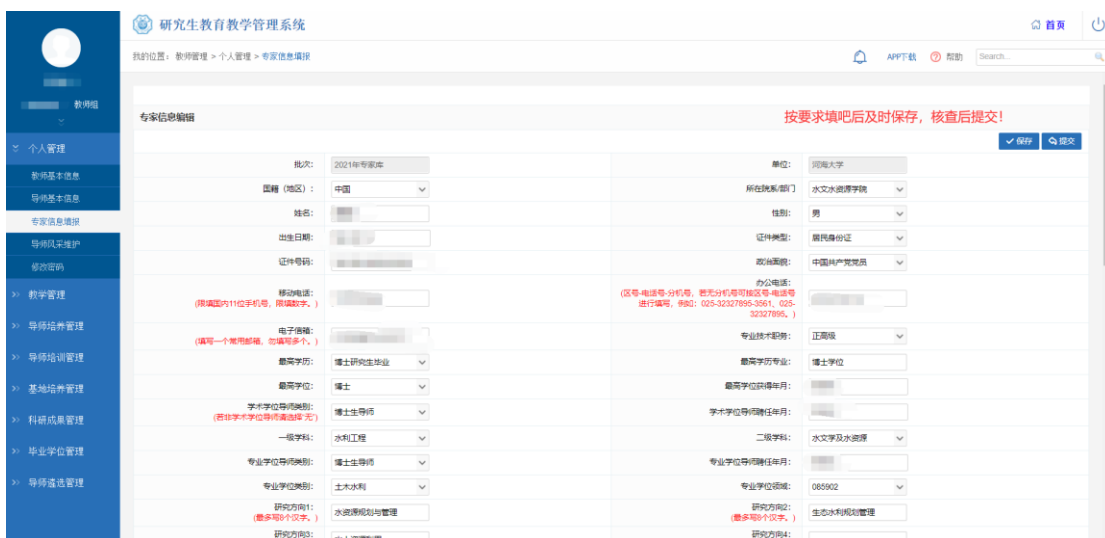 研究生教育教学管理系统
首页
我的位置: 教师管理 > 个人管理 > 专家信息填报
APP下载
帮助
Search...
教师组
专家信息编辑
按要求填吧后及时保存，核查后提交！
保存
提交
个人管理
教师基本信息
导师基本信息
专家信息填报
导师风采维护
修改密码
教学管理
导师培养管理
导师培训管理
基地培养管理
科研成果管理
毕业学位管理
导师遴选管理
批次: 2021年专家库
单位: 河海大学
国籍（地区）: 中国
所在院系/部门 水文水资源学院
姓名:
性别: 男
出生日期:
证件类型: 居民身份证
证件号码:
政治面貌: 中国共产党党员
移动电话:
(限填国内11位手机号，限填数字。)
办公电话:
(区号-电话号-分机号，若无分机号可按区号-电话号
进行填写，例如：025-32327895-3561，025-
32327895。)
电子信箱:
(填写一个常用邮箱，勿填写多个。)
专业技术职务: 正高级
最高学历: 博士研究生毕业
最高学历专业: 博士学位
最高学位: 博士
最高学位获得年月:
学术学位导师类别: 博士生导师
(若非学术学位导师请选择“无”)
学术学位导师聘任年月:
一级学科: 水利工程
二级学科: 水文学及水资源
专业学位导师类别: 博士生导师
专业学位导师聘任年月:
专业学位类别: 土木水利
专业学位领域: 085902
研究方向1: 水资源规划与管理
(最多写8个汉字。)
研究方向2: 生态水利规划管理
(最多写8个汉字。)
研究方向3:
研究方向4: